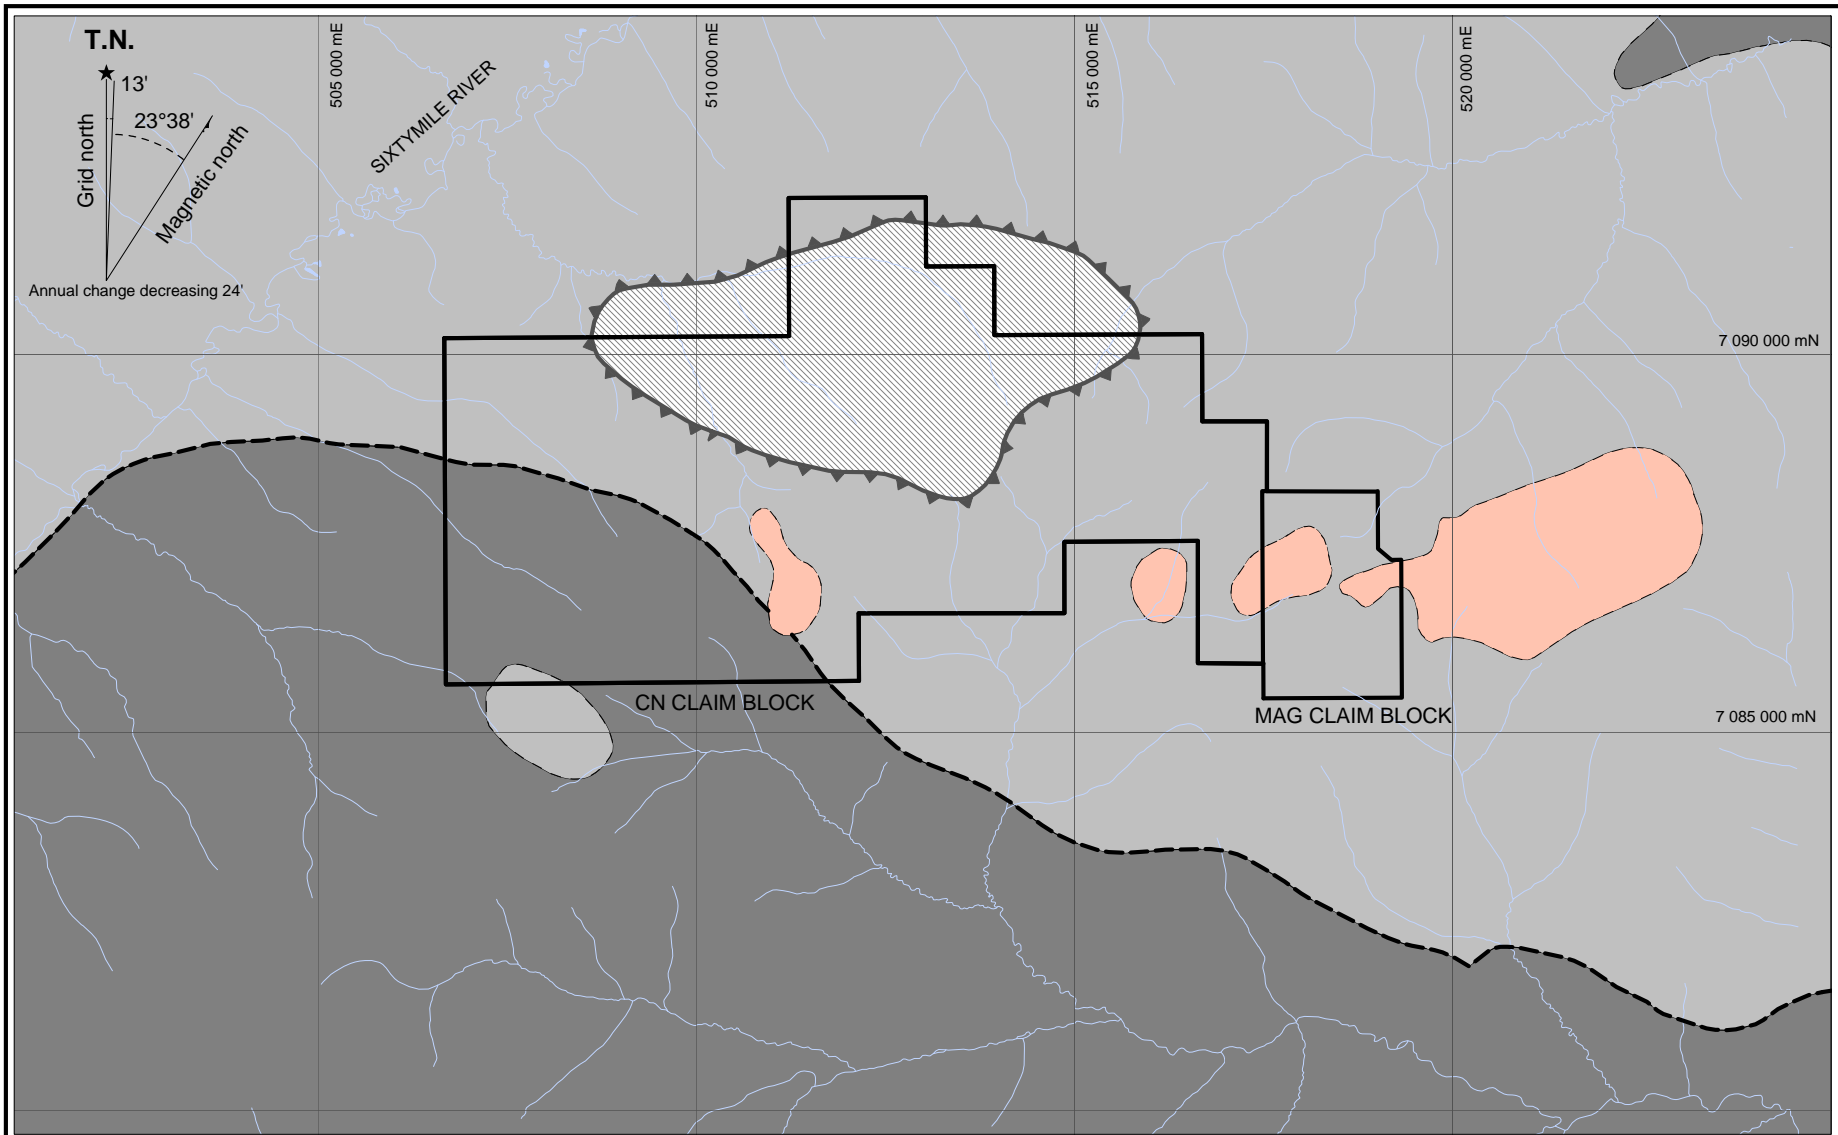 T.N.
13'
23°38'
Grid north
Magnetic north
Annual change decreasing 24'
SIXTYMILE RIVER
505 000 mE
510 000 mE
515 000 mE
520 000 mE
7 090 000 mN
CN CLAIM BLOCK
MAG CLAIM BLOCK
7 085 000 mN